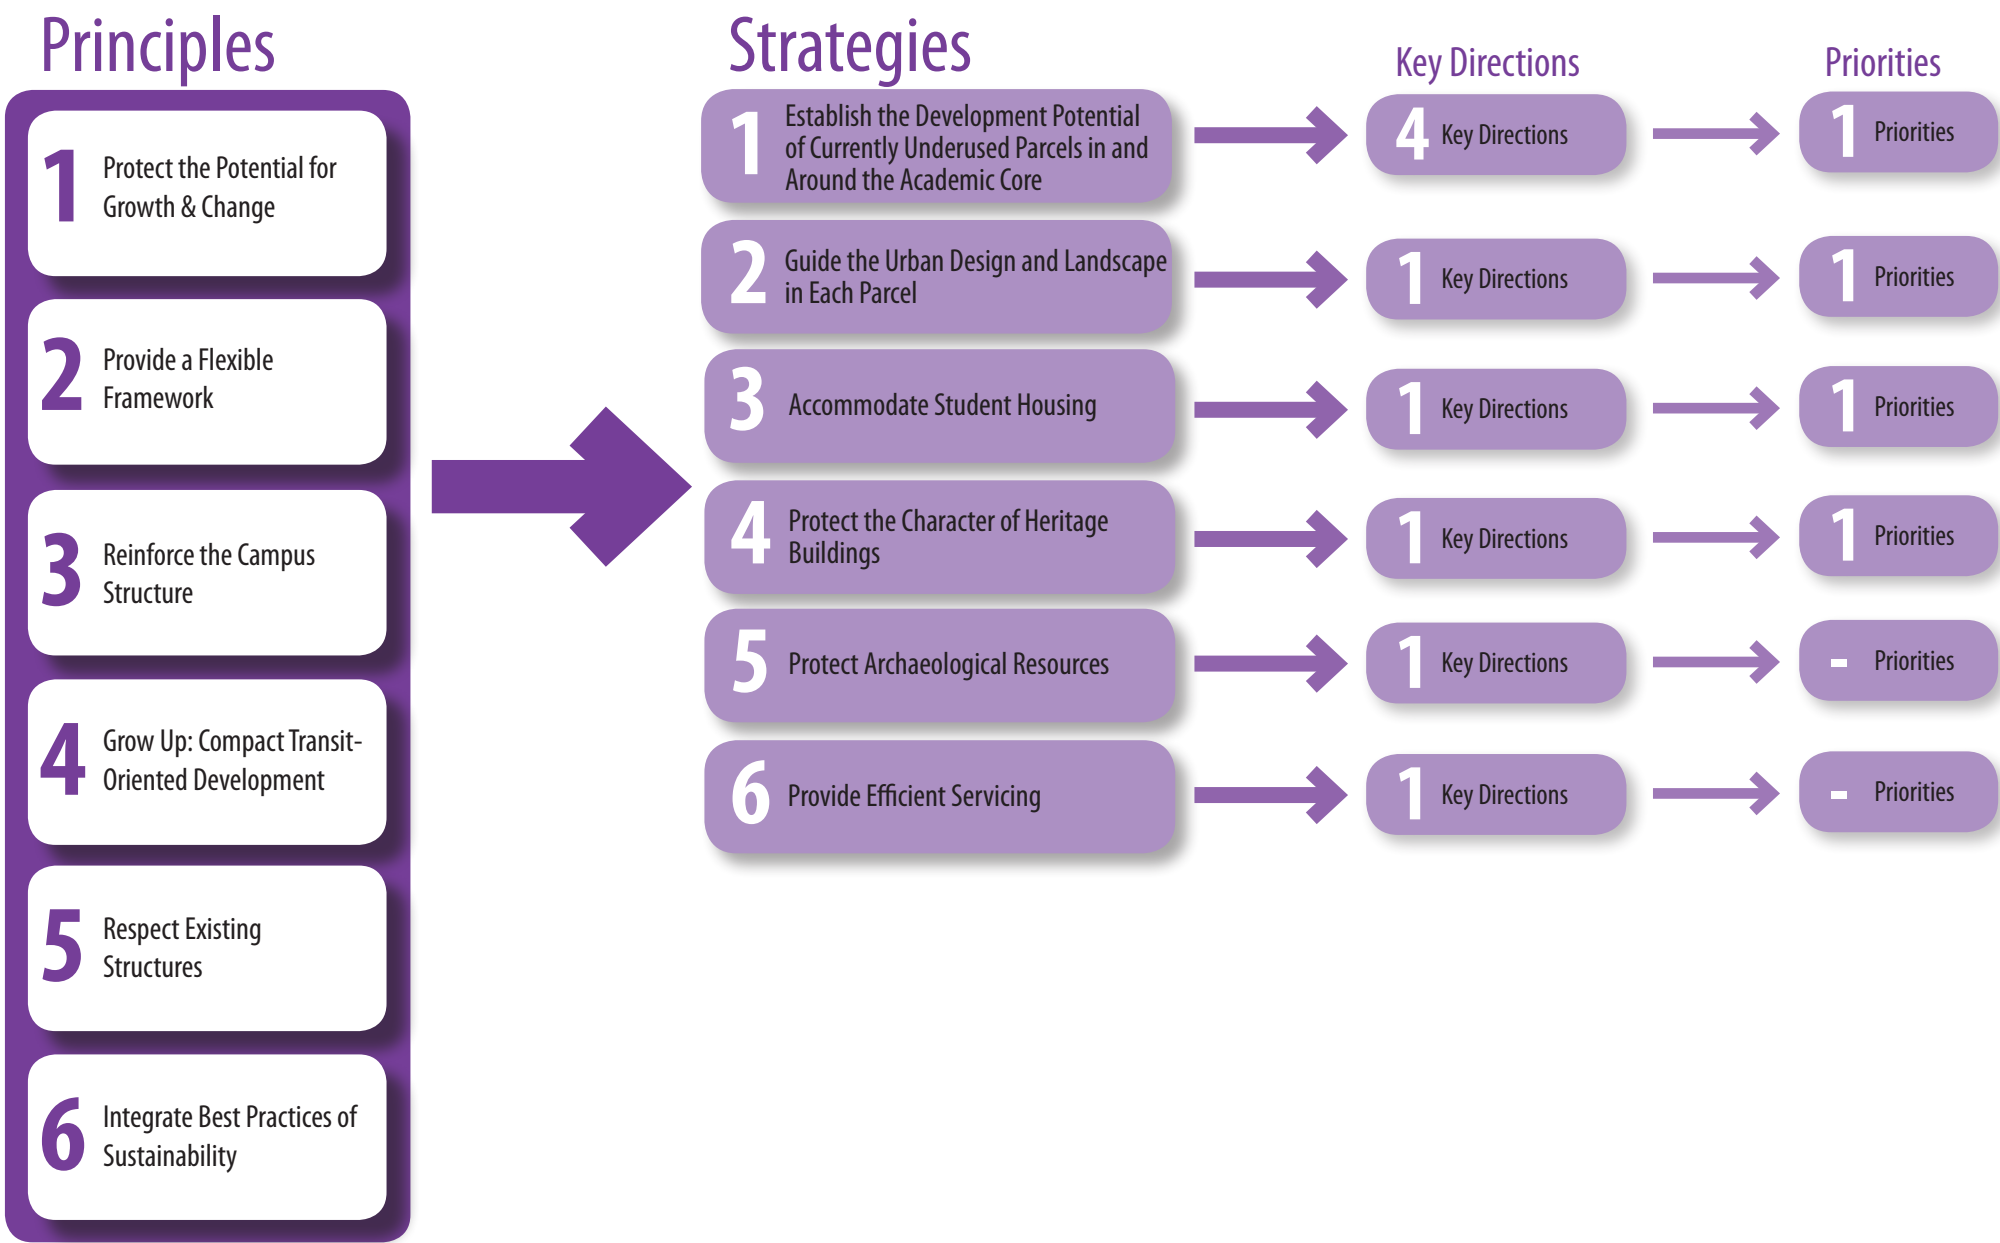 Principles
1
Protect the Potential for
Growth & Change
2
Provide a Flexible
Framework
3
Reinforce the Campus
Structure
4
Grow Up: Compact Transit-
Oriented Development
5
Respect Existing
Structures
6
Integrate Best Practices of
Sustainability
Strategies
Key Directions
Priorities
1
Establish the Development Potential
of Currently Underused Parcels in and
Around the Academic Core
4 Key Directions
1 Priorities
2
Guide the Urban Design and Landscape
in Each Parcel
1 Key Directions
1 Priorities
3 Accommodate Student Housing
1 Key Directions
1 Priorities
4
Protect the Character of Heritage
Buildings
1 Key Directions
1 Priorities
5 Protect Archaeological Resources
1 Key Directions
- Priorities
6 Provide Efficient Servicing
1 Key Directions
- Priorities